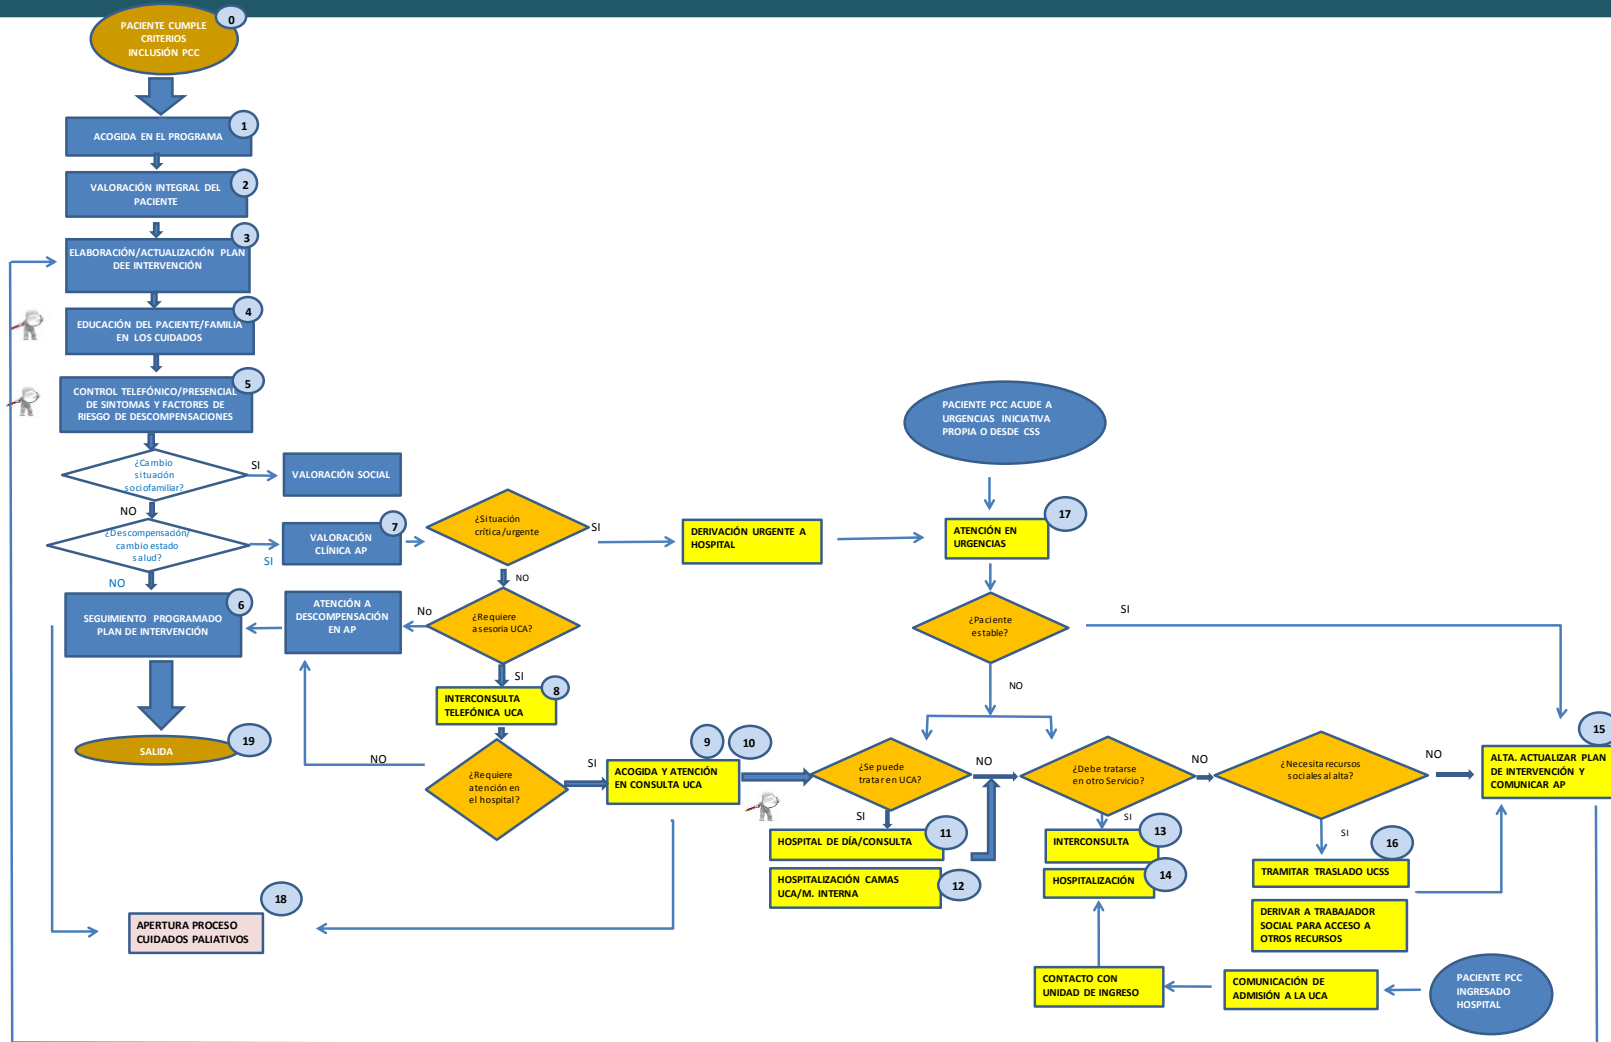 0
PACIENTE CUMPLE
CRITERIOS
INCLUSIÓN PCC
1
ACOGIDA EN EL PROGRAMA
2
VALORACIÓN INTEGRAL DEL
PACIENTE
3
ELABORACIÓN/ACTUALIZACIÓN PLAN
DEE INTERVENCIÓN
4
EDUCACIÓN DEL PACIENTE/FAMILIA
EN LOS CUIDADOS
5
CONTROL TELEFÓNICO/PRESENCIAL
DE SINTOMAS Y FACTORES DE
RIESGO DE DESCOMPENSACIONES
¿Cambio
situación
sociofamiliar?
SI
VALORACIÓN SOCIAL
NO
¿Descompensación/
cambio estado
salud?
SI
NO
7
VALORACIÓN
CLÍNICA AP
¿Situación
crítica/urgente
SI
NO
DERIVACIÓN URGENTE A
HOSPITAL
PACIENTE PCC ACUDE A
URGENCIAS INICIATIVA
PROPIA O DESDE CSS
17
ATENCIÓN EN
URGENCIAS
¿Paciente
estable?
SI
NO
6
SEGUIMIENTO PROGRAMADO
PLAN DE INTERVENCIÓN
ATENCIÓN A
DESCOMPENSACIÓN
EN AP
No
¿Requiere
asesoria UCA?
SI
8
INTERCONSULTA
TELEFÓNICA UCA
19
SALIDA
NO
¿Requiere
atención en
el hospital?
SI
9
10
ACOGIDA Y ATENCIÓN
EN CONSULTA UCA
¿Se puede
tratar en UCA?
NO
SI
¿Debe tratarse
en otro Servicio?
NO
SI
¿Necesita recursos
sociales al alta?
NO
SI
15
ALTA. ACTUALIZAR PLAN
DE INTERVENCIÓN Y
COMUNICAR AP
11
HOSPITAL DE DÍA/CONSULTA
12
HOSPITALIZACIÓN CAMAS
UCA/M. INTERNA
13
INTERCONSULTA
14
HOSPITALIZACIÓN
16
TRAMITAR TRASLADO UCSS
DERIVAR A TRABAJADOR
SOCIAL PARA ACCESO A
OTROS RECURSOS
18
APERTURA PROCESO
CUIDADOS PALIATIVOS
CONTACTO CON
UNIDAD DE INGRESO
COMUNICACIÓN DE
ADMISIÓN A LA UCA
PACIENTE PCC
INGRESADO
HOSPITAL